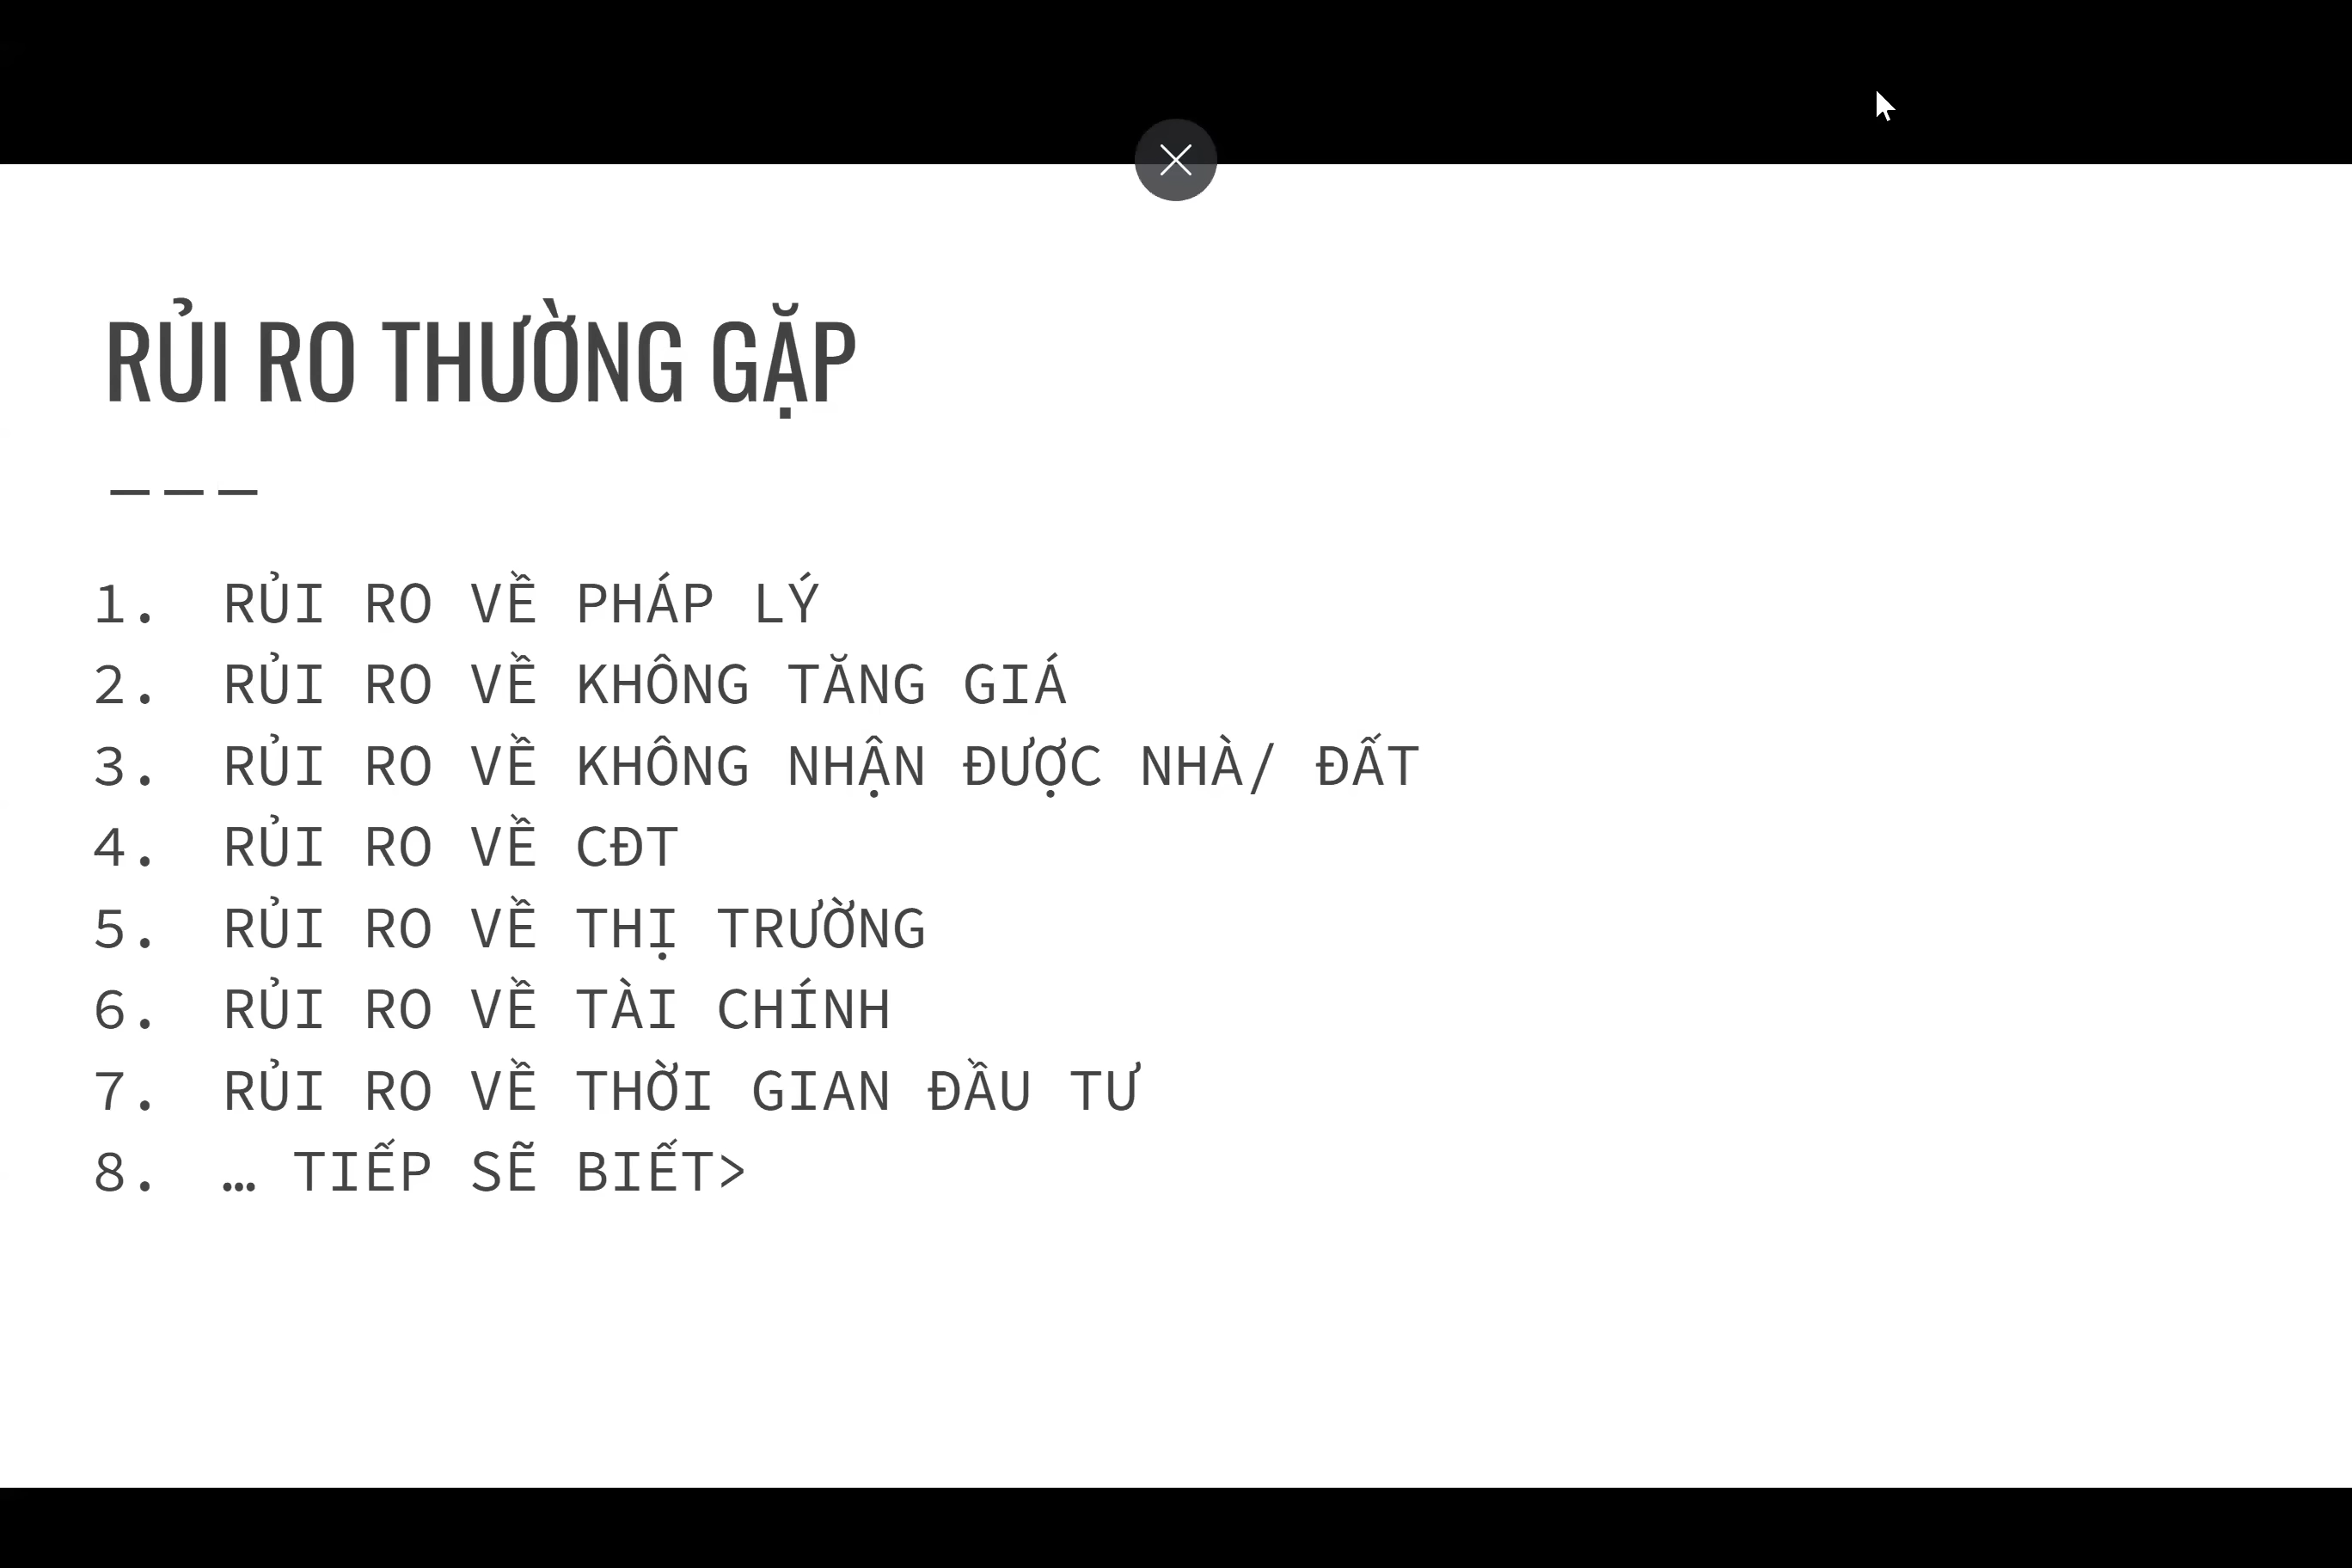 RỦI RO THƯỜNG GẶP
———
1. RỦI RO VỀ PHÁP LÝ
2. RỦI RO VỀ KHÔNG TĂNG GIÁ
3. RỦI RO VỀ KHÔNG NHẬN ĐƯỢC NHÀ/ ĐẤT
4. RỦI RO VỀ CĐT
5. RỦI RO VỀ THỊ TRƯỜNG
6. RỦI RO VỀ TÀI CHÍNH
7. RỦI RO VỀ THỜI GIAN ĐẦU TƯ
8. … TIẾP SẼ BIẾT>